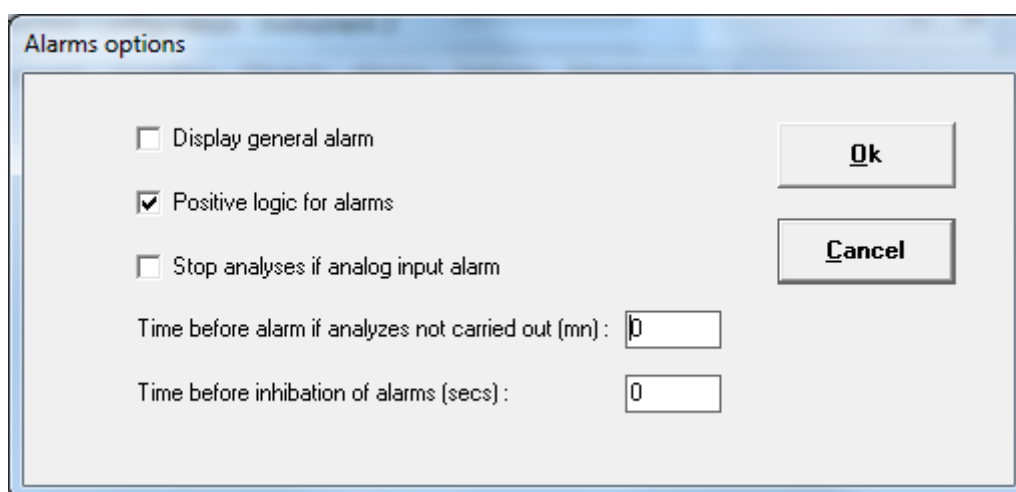 Alarms options
Display general alarm
Ok
Positive logic for alarms
Cancel
Stop analyses if analog input alarm
Time before alarm if analyzes not carried out (mn) : 0
Time before inhibation of alarms (secs) : 0